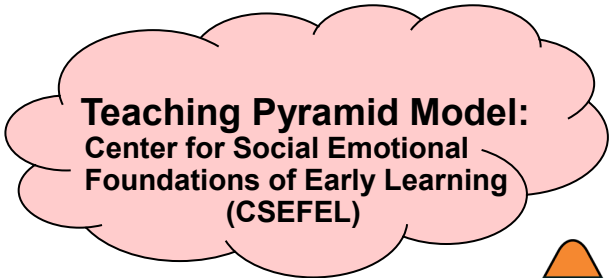 Teaching Pyramid Model:
Center for Social Emotional
Foundations of Early Learning
(CSEFEL)